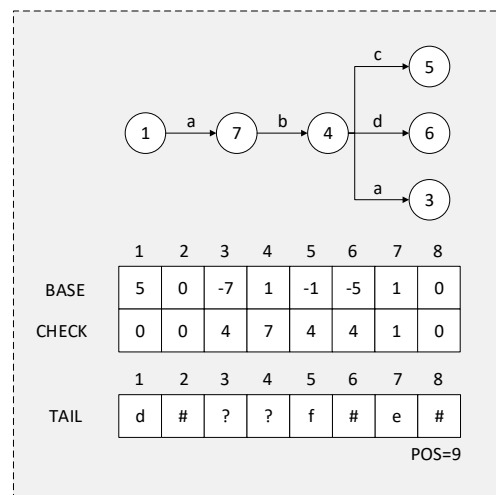 c
5
a
b
d
1
7
4
6
a
3
1 2 3 4 5 6 7 8
BASE 5 0 -7 1 -1 -5 1 0
CHECK 0 0 4 7 4 4 1 0
1 2 3 4 5 6 7 8
TAIL d # ? ? f # e #
POS=9